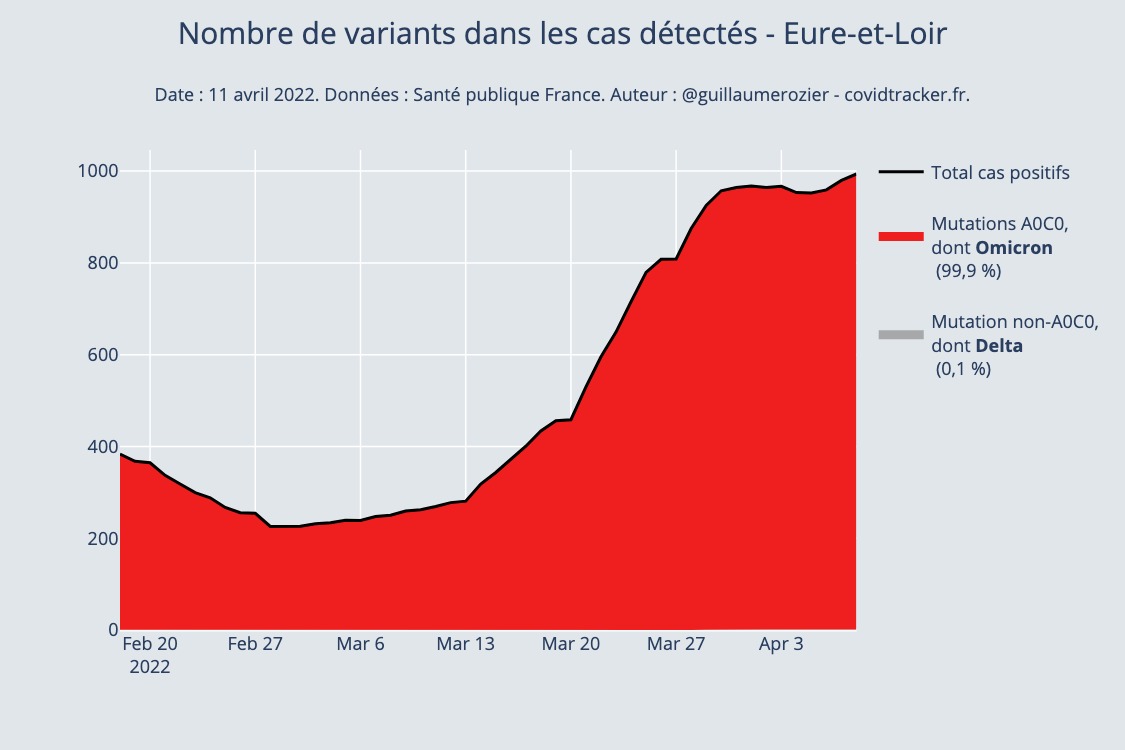 Nombre de variants dans les cas détectés - Eure-et-Loir
Date : 11 avril 2022. Données : Santé publique France. Auteur : @guillaumerozier - covidtracker.fr.
1000
800
600
400
200
0
Feb 20
2022
Feb 27
Mar 6
Mar 13
Mar 20
Mar 27
Apr 3
Total cas positifs
Mutations A0C0,
dont Omicron
(99,9 %)
Mutation non-A0C0,
dont Delta
(0,1 %)